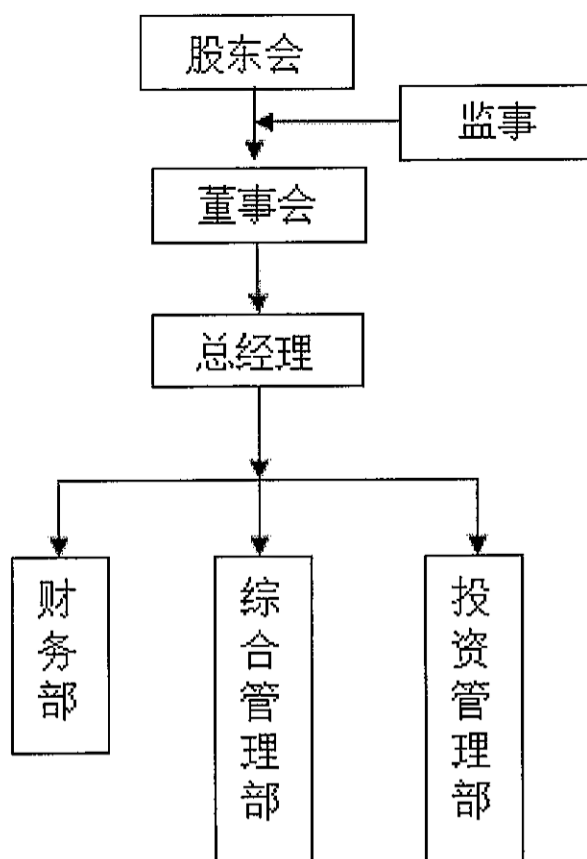 股东会
监事
董事会
总经理
财务部
综合管理部
投资管理部